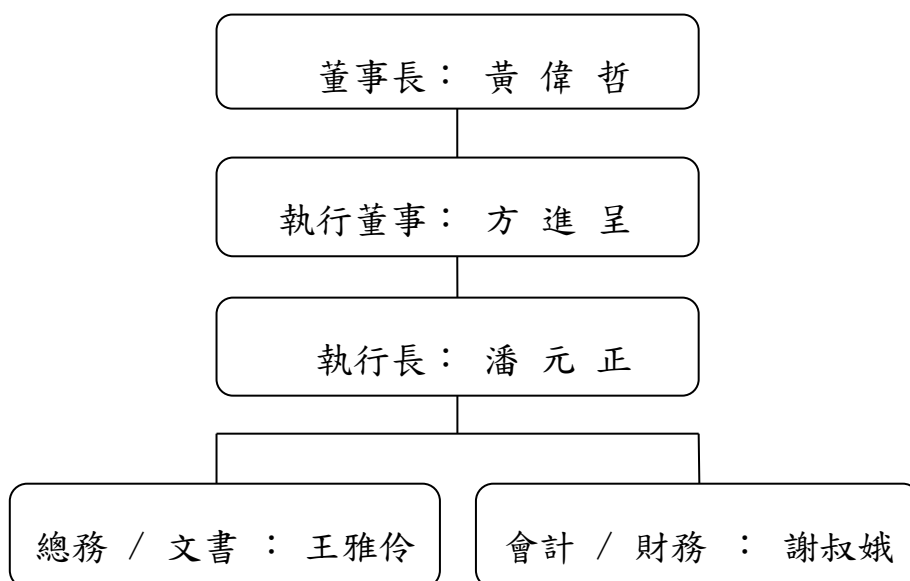 董事長： 黃 偉 哲
執行董事： 方 進 呈
執行長： 潘 元 正
總務 / 文書 ： 王雅伶
會計 / 財務 ： 謝叔娥